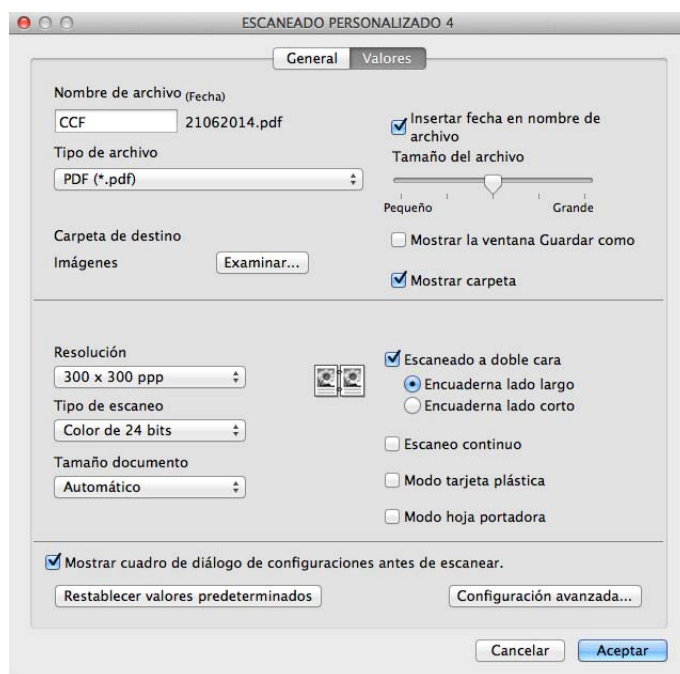 ESCANEADO PERSONALIZADO 4
General Valores
Nombre de archivo (Fecha)
CCF 21062014.pdf
Insertar fecha en nombre de
archivo
Tipo de archivo
PDF (*.pdf)
Tamaño del archivo
Pequeño Grande
Carpeta de destino
Imágenes Examinar...
Mostrar la ventana Guardar como
Mostrar carpeta
Resolución
300 x 300 ppp
Tipo de escaneo
Color de 24 bits
Tamaño documento
Automático
Escaneado a doble cara
Encuaderna lado largo
Encuaderna lado corto
Escaneo continuo
Modo tarjeta plástica
Modo hoja portadora
Mostrar cuadro de diálogo de configuraciones antes de escanear.
Restablecer valores predeterminados Configuración avanzada...
Cancelar Aceptar